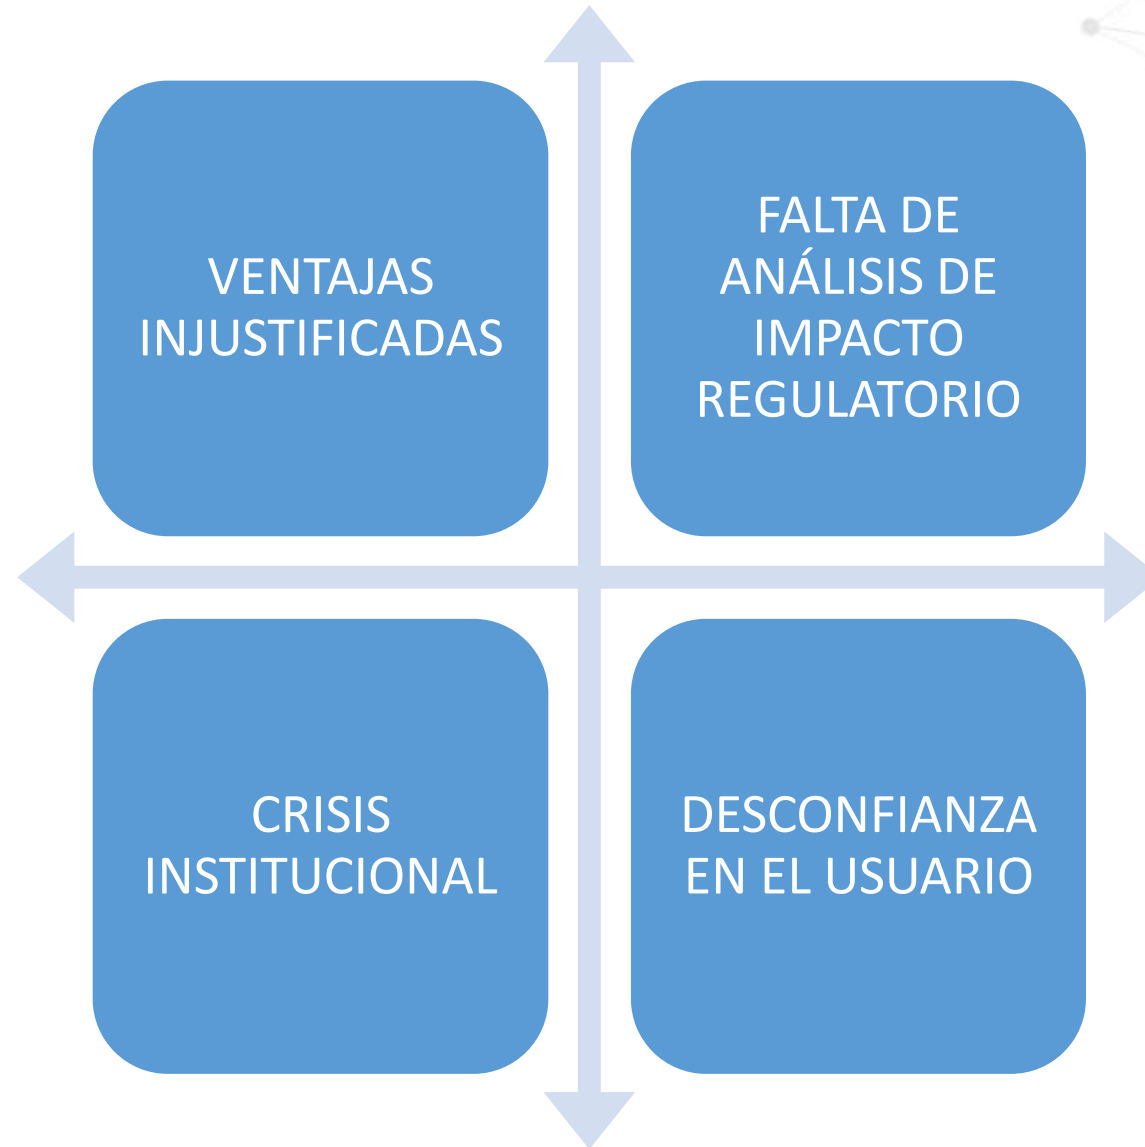 VENTAJAS
INJUSTIFICADAS
FALTA DE
ANÁLISIS DE
IMPACTO
REGULATORIO
CRISIS
INSTITUCIONAL
DESCONFIANZA
EN EL USUARIO